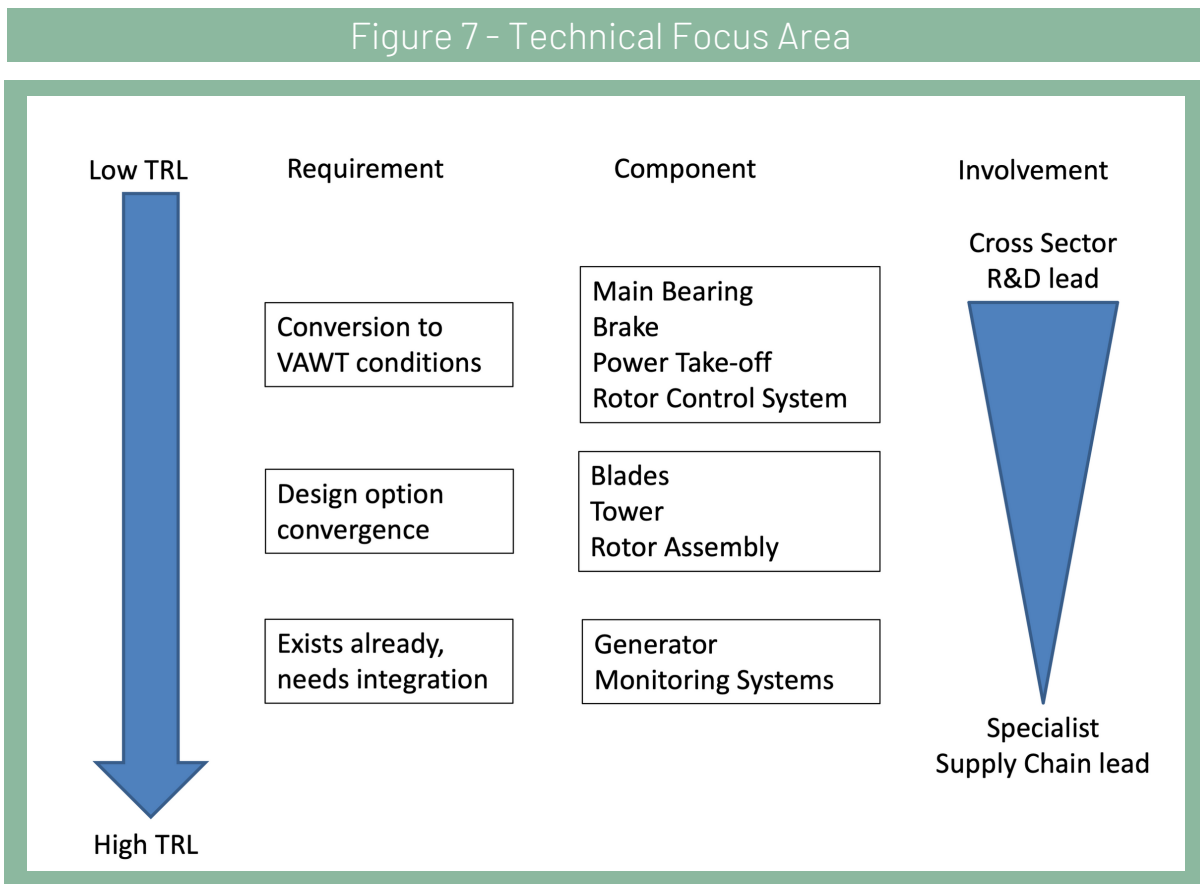 Figure 7 - Technical Focus Area
Low TRL
Requirement
Component
Involvement
Cross Sector
R&D lead
Conversion to
VAWT conditions
Main Bearing
Brake
Power Take-off
Rotor Control System
Design option
convergence
Blades
Tower
Rotor Assembly
Exists already,
needs integration
Generator
Monitoring Systems
Specialist
Supply Chain lead
High TRL